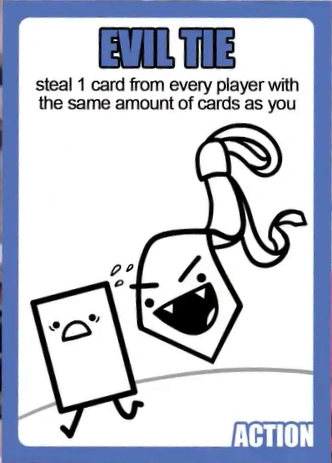 EVIL TIE
steal 1 card from every player with
the same amount of cards as you
ACTION